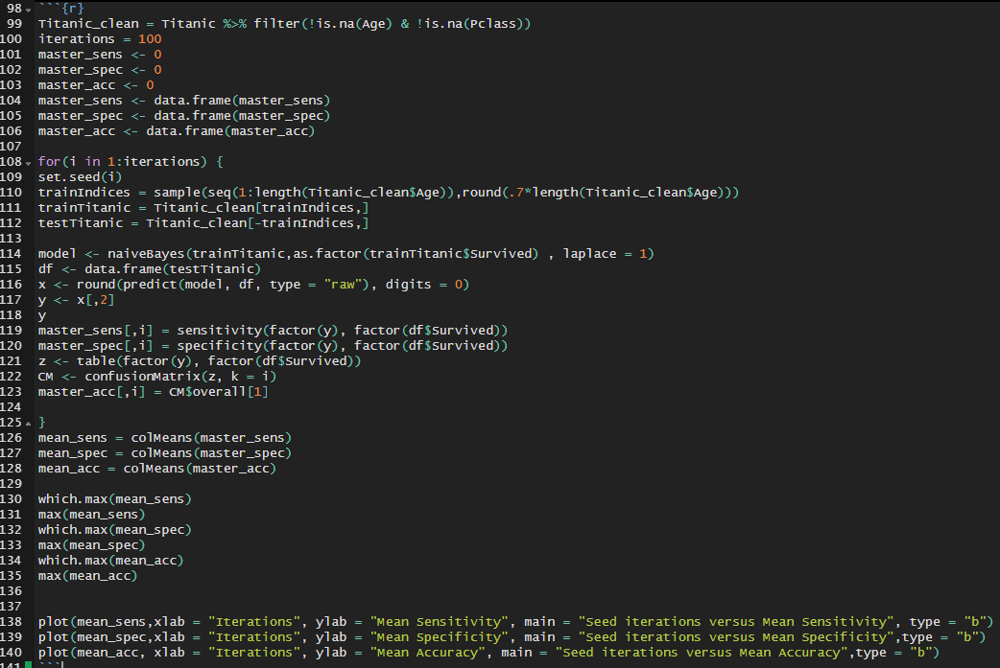 98 ```{r}
99 Titanic_clean = Titanic %>% filter(!is.na(Age) & !is.na(Pclass))
100 iterations = 100
101 master_sens <- 0
102 master_spec <- 0
103 master_acc <- 0
104 master_sens <- data.frame(master_sens)
105 master_spec <- data.frame(master_spec)
106 master_acc <- data.frame(master_acc)
107
108 for(i in 1:iterations) {
109 set.seed(i)
110 trainIndices = sample(seq(1:length(Titanic_clean$Age)),round(.7*length(Titanic_clean$Age)))
111 trainTitanic = Titanic_clean[trainIndices,]
112 testTitanic = Titanic_clean[-trainIndices,]
113
114 model <- naiveBayes(trainTitanic,as.factor(trainTitanic$Survived) , laplace = 1)
115 df <- data.frame(testTitanic)
116 x <- round(predict(model, df, type = "raw"), digits = 0)
117 y <- x[,2]
118 y
119 master_sens[,i] = sensitivity(factor(y), factor(df$Survived))
120 master_spec[,i] = specificity(factor(y), factor(df$Survived))
121 z <- table(factor(y), factor(df$Survived))
122 CM <- confusionMatrix(z, k = i)
123 master_acc[,i] = CM$overall[1]
124
125 }
126 mean_sens = colMeans(master_sens)
127 mean_spec = colMeans(master_spec)
128 mean_acc = colMeans(master_acc)
129
130 which.max(mean_sens)
131 max(mean_sens)
132 which.max(mean_spec)
133 max(mean_spec)
134 which.max(mean_acc)
135 max(mean_acc)
136
137
138 plot(mean_sens,xlab = "Iterations", ylab = "Mean Sensitivity", main = "Seed iterations versus Mean Sensitivity", type = "b")
139 plot(mean_spec,xlab = "Iterations", ylab = "Mean Specificity", main = "Seed iterations versus Mean Specificity",type = "b")
140 plot(mean_acc, xlab = "Iterations", ylab = "Mean Accuracy", main = "Seed iterations versus Mean Accuracy",type = "b")
141 ```